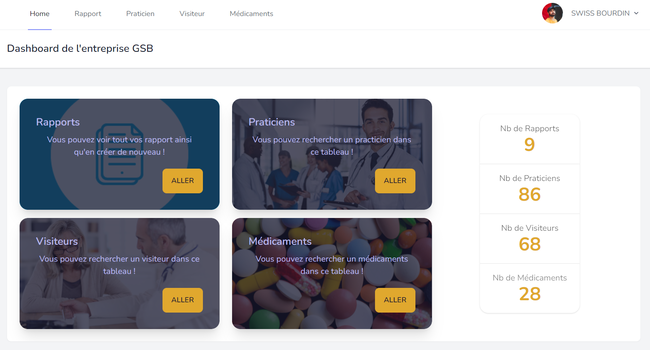 Home Rapport Praticien Visiteur Médicaments SWISS BOURDIN
Dashboard de l'entreprise GSB
Rapports
Vous pouvez voir tout vos rapport ainsi
qu'en créer de nouveau !
ALLER
Praticiens
Vous pouvez rechercher un practicien dans
ce tableau !
ALLER
Visiteurs
Vous pouvez rechercher un visiteur dans ce
tableau !
ALLER
Médicaments
Vous pouvez rechercher un médicaments
dans ce tableau !
ALLER
Nb de Rapports
9
Nb de Praticiens
86
Nb de Visiteurs
68
Nb de Médicaments
28